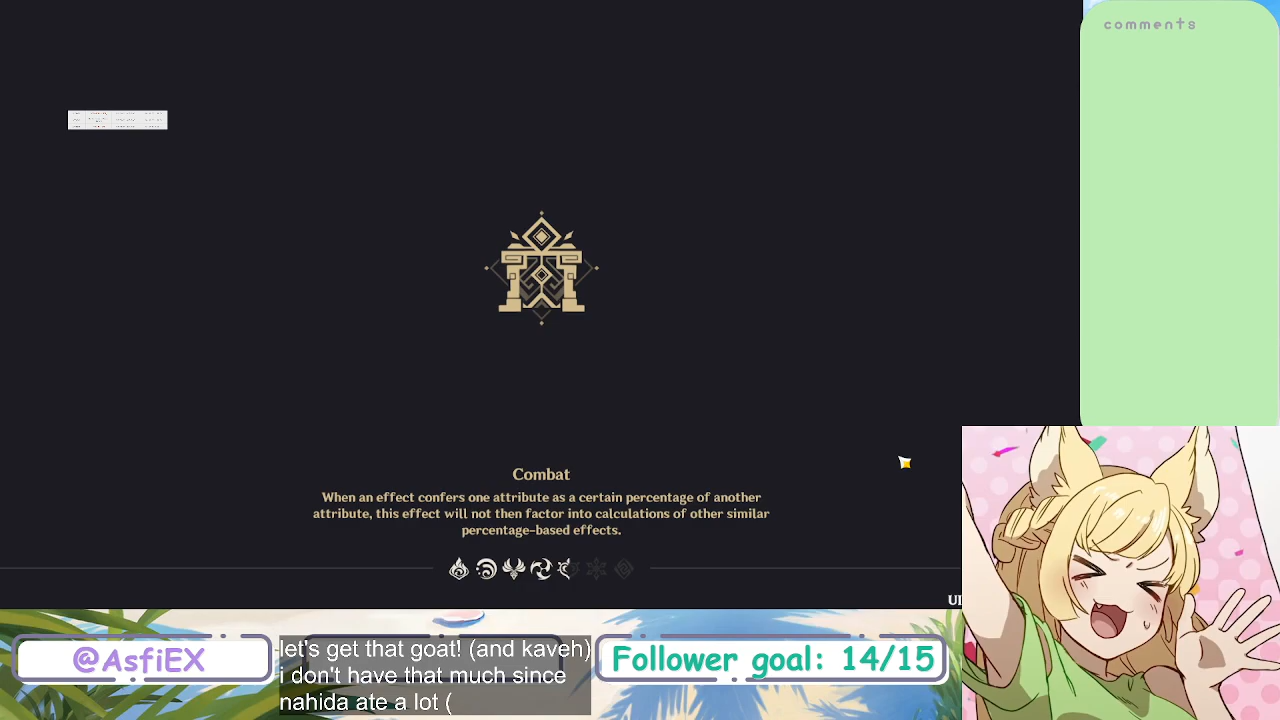 comments
Combat
When an effect confers one attribute as a certain percentage of another
attribute, this effect will not then factor into calculations of other similar
percentage-based effects.
@AsfiEX
let's get that goat! (and kaveh)
i don't have that much since
nahida ate a lot (
Follower goal: 14/15